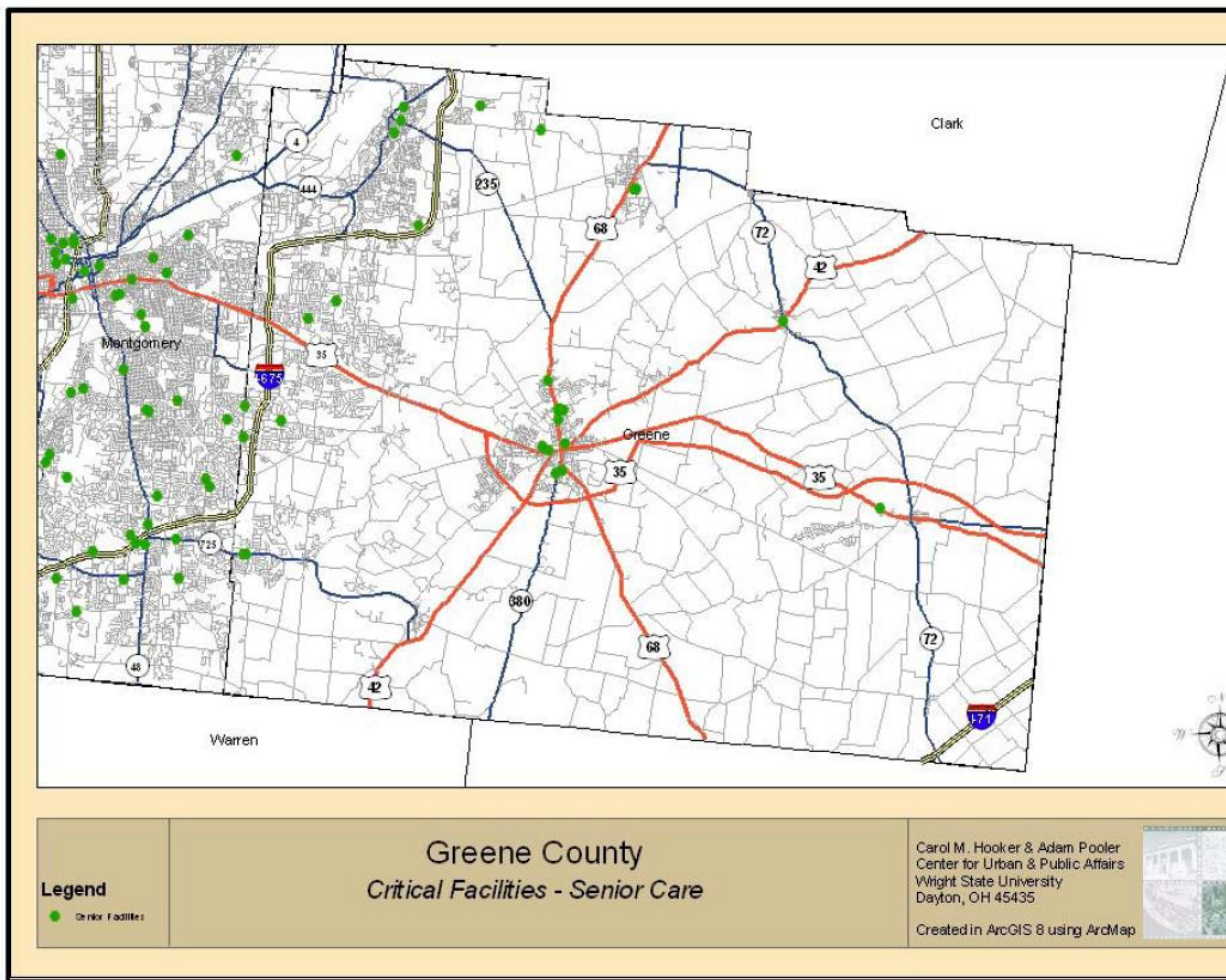 Clark
4
444
235
68
72
42
Montgomery
35
I-675
Greene
35
35
725
380
72
68
48
42
I-71
Warren
N
W
S
Legend
Senior Facilities
Greene County
Critical Facilities - Senior Care
Carol M. Hooker & Adam Pooler
Center for Urban & Public Affairs
Wright State University
Dayton, OH 45435
Created in ArcGIS 8 using ArcMap